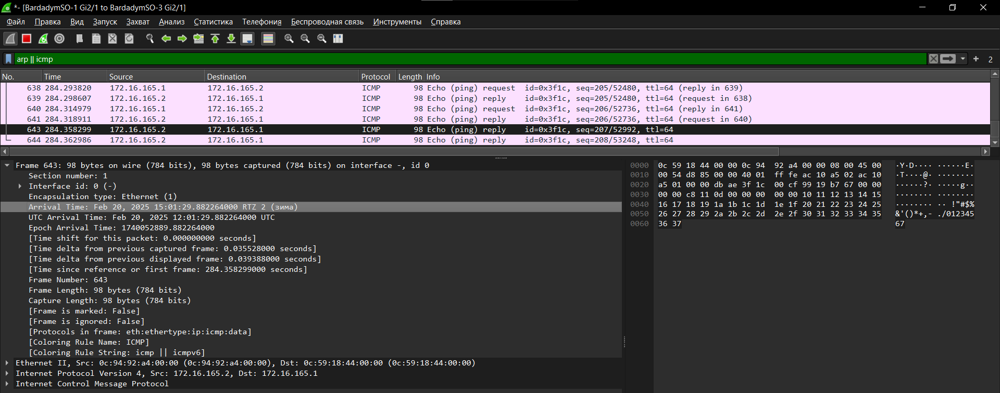 *- [BardadymSO-1 Gi2/1 to BardadymSO-3 Gi2/1]
Файл Правка Вид Запуск Захват Анализ Статистика Телефония Беспроводная связь Инструменты Справка
arp || icmp
+ 2
No. Time Source Destination Protocol Length Info
638 284.293820 172.16.165.1 172.16.165.2 ICMP 98 Echo (ping) request id=0x3f1c, seq=205/52480, ttl=64 (reply in 639)
639 284.298607 172.16.165.2 172.16.165.1 ICMP 98 Echo (ping) reply id=0x3f1c, seq=205/52480, ttl=64 (request in 638)
640 284.314979 172.16.165.1 172.16.165.2 ICMP 98 Echo (ping) request id=0x3f1c, seq=206/52736, ttl=64 (reply in 641)
641 284.318911 172.16.165.2 172.16.165.1 ICMP 98 Echo (ping) reply id=0x3f1c, seq=206/52736, ttl=64 (request in 640)
643 284.358299 172.16.165.2 172.16.165.1 ICMP 98 Echo (ping) reply id=0x3f1c, seq=207/52992, ttl=64
644 284.362986 172.16.165.2 172.16.165.1 ICMP 98 Echo (ping) reply id=0x3f1c, seq=208/53248, ttl=64
Frame 643: 98 bytes on wire (784 bits), 98 bytes captured (784 bits) on interface -, id 0
Section number: 1
Interface id: 0 (-)
Encapsulation type: Ethernet (1)
Arrival Time: Feb 20, 2025 15:01:29.882264000 RTZ 2 (зима)
UTC Arrival Time: Feb 20, 2025 12:01:29.882264000 UTC
Epoch Arrival Time: 1740052889.882264000
[Time shift for this packet: 0.000000000 seconds]
[Time delta from previous captured frame: 0.035528000 seconds]
[Time delta from previous displayed frame: 0.039388000 seconds]
[Time since reference or first frame: 284.358299000 seconds]
Frame Number: 643
Frame Length: 98 bytes (784 bits)
Capture Length: 98 bytes (784 bits)
[Frame is marked: False]
[Frame is ignored: False]
[Protocols in frame: eth:ethertype:ip:icmp:data]
[Coloring Rule Name: ICMP]
[Coloring Rule String: icmp || icmpv6]
Ethernet II, Src: 0c:94:92:a4:00:00 (0c:94:92:a4:00:00), Dst: 0c:59:18:44:00:00 (0c:59:18:44:00:00)
Internet Protocol Version 4, Src: 172.16.165.2, Dst: 172.16.165.1
Internet Control Message Protocol
0000 0c 59 18 44 00 00 0c 94 92 a4 00 00 08 00 45 00 ·Y·D···· ······E·
0010 00 54 d8 85 00 00 40 01 ff fe ac 10 a5 02 ac 10 ·T····@· ········
0020 a5 01 00 00 db ae 3f 1c 00 cf 99 19 b7 67 00 00 ······?· ·····g··
0030 00 00 c8 11 0d 00 00 00 00 00 10 11 12 13 14 15 ········ ········
0040 16 17 18 19 1a 1b 1c 1d 1e 1f 20 21 22 23 24 25 ········ ·· !"#$%
0050 26 27 28 29 2a 2b 2c 2d 2e 2f 30 31 32 33 34 35 &'()*+,- ./012345
0060 36 37 67